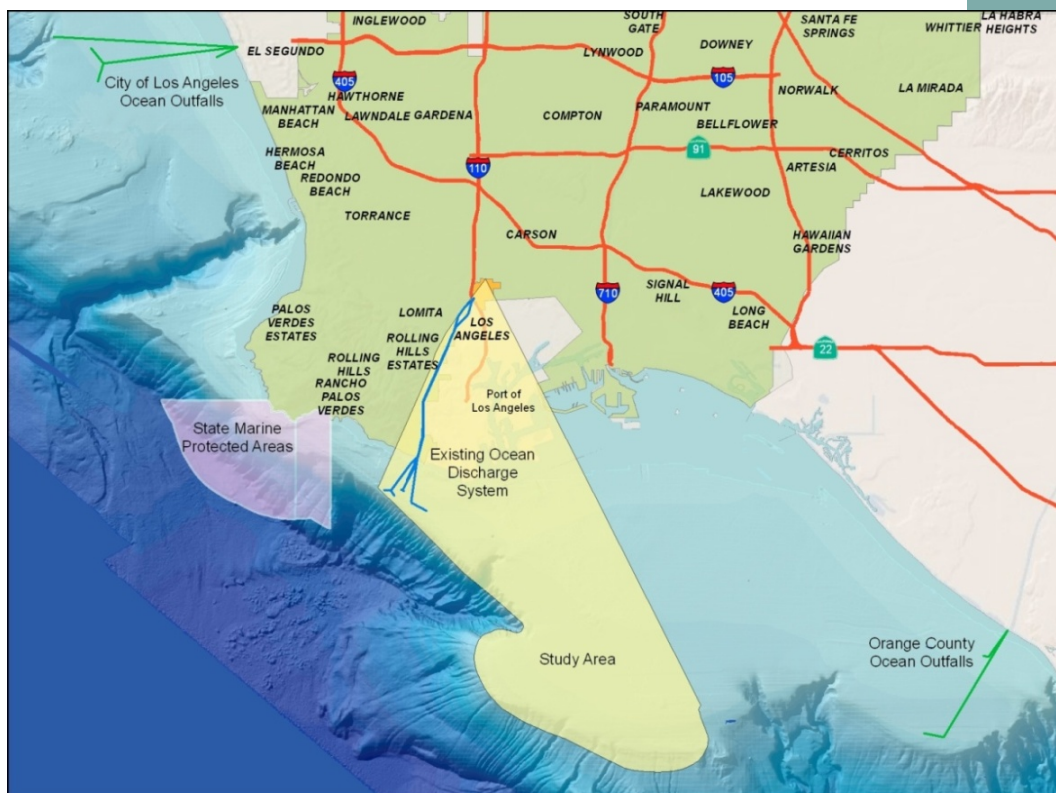 INGLEWOOD
SOUTH
GATE
SANTA FE
SPRINGS
LA HABRA
HEIGHTS
WHITTIER
EL SEGUNDO
LYNWOOD
DOWNEY
City of Los Angeles
Ocean Outfalls
405
105
HAWTHORNE
NORWALK
LA MIRADA
MANHATTAN
BEACH
LAWNDALE
GARDENA
COMPTON
PARAMOUNT
BELLFLOWER
HERMOSA
BEACH
91
CERRITOS
ARTESIA
110
REDONDO
BEACH
LAKEWOOD
TORRANCE
CARSON
HAWAIIAN
GARDENS
710
SIGNAL
HILL
405
LONG
BEACH
PALOS
VERDES
ESTATES
LOMITA
LOS
ANGELES
22
ROLLING
HILLS
ESTATES
ROLLING
HILLS
RANCHO
PALOS
VERDES
Port of
Los Angeles
State Marine
Protected Areas
Existing Ocean
Discharge
System
Study Area
Orange County
Ocean Outfalls